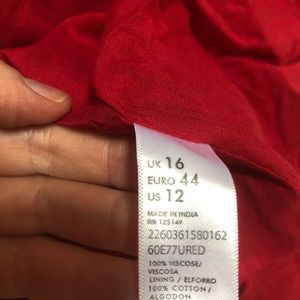 UK 16
EURO 44
US 12
MADE IN INDIA
RN 125149
2260361580162
60E77URED
100% VISCOSE/
VISCOSA
LINING / ELFORRO
100% COTTON /
ALGODON